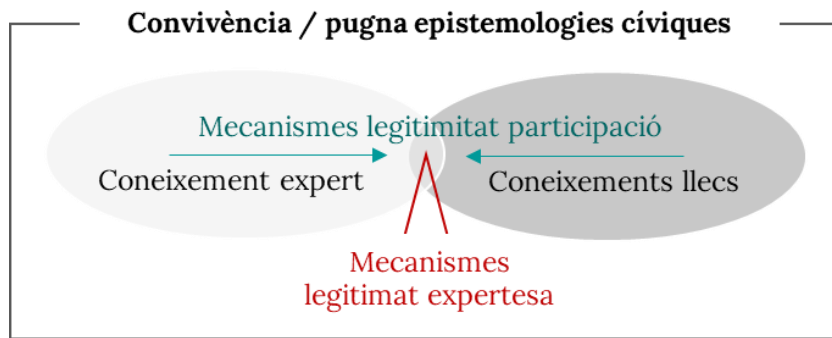 Convivència / pugna epistemologies cíviques
Mecanismes legitimitat participació
Coneixement expert
Coneixements llecs
Mecanismes
legitimat expertesa